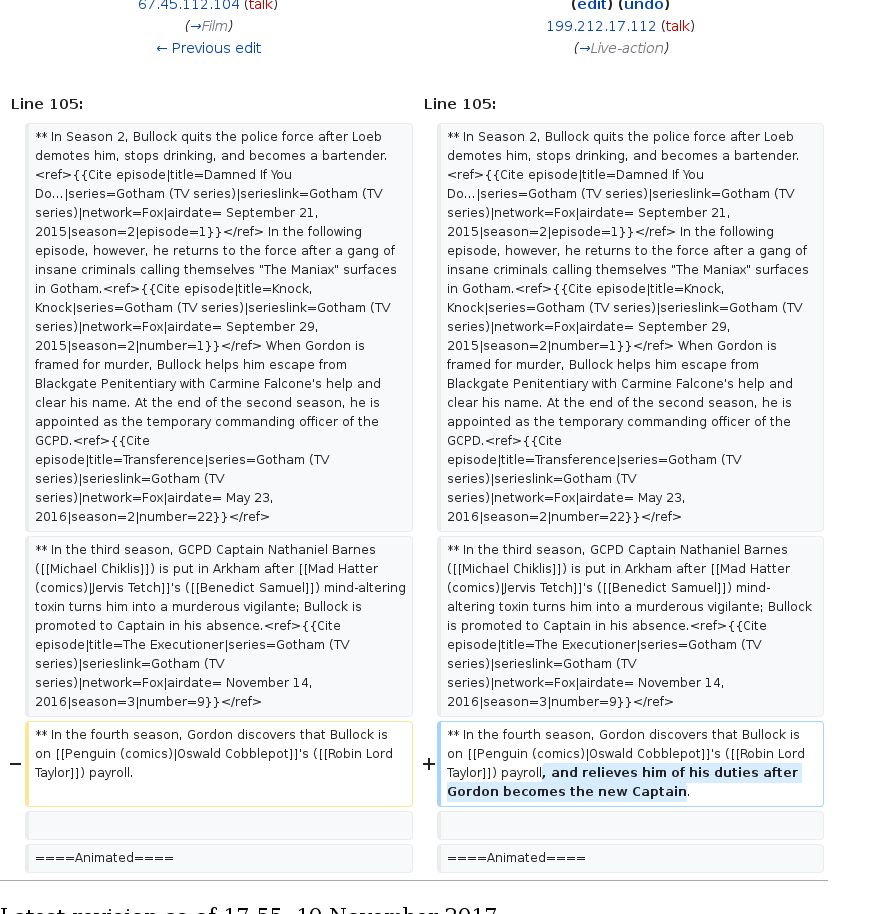 67.45.112.104 (talk)
(→Film)
← Previous edit
(edit) (undo)
199.212.17.112 (talk)
(→Live-action)
Line 105:
** In Season 2, Bullock quits the police force after Loeb
demotes him, stops drinking, and becomes a bartender.
<ref>{{Cite episode|title=Damned If You
Do...|series=Gotham (TV series)|serieslink=Gotham (TV
series)|network=Fox|airdate= September 21,
2015|season=2|episode=1}}</ref> In the following
episode, however, he returns to the force after a gang of
insane criminals calling themselves "The Maniax" surfaces
in Gotham.<ref>{{Cite episode|title=Knock,
Knock|series=Gotham (TV series)|serieslink=Gotham (TV
series)|network=Fox|airdate= September 29,
2015|season=2|number=1}}</ref> When Gordon is
framed for murder, Bullock helps him escape from
Blackgate Penitentiary with Carmine Falcone's help and
clear his name. At the end of the second season, he is
appointed as the temporary commanding officer of the
GCPD.<ref>{{Cite
episode|title=Transference|series=Gotham (TV
series)|serieslink=Gotham (TV
series)|network=Fox|airdate= May 23,
2016|season=2|number=22}}</ref>
** In the third season, GCPD Captain Nathaniel Barnes
([[Michael Chiklis]]) is put in Arkham after [[Mad Hatter
(comics)|Jervis Tetch]]'s ([[Benedict Samuel]]) mind-altering
toxin turns him into a murderous vigilante; Bullock is
promoted to Captain in his absence.<ref>{{Cite
episode|title=The Executioner|series=Gotham (TV
series)|serieslink=Gotham (TV
series)|network=Fox|airdate= November 14,
2016|season=3|number=9}}</ref>
− ** In the fourth season, Gordon discovers that Bullock is
on [[Penguin (comics)|Oswald Cobblepot]]'s ([[Robin Lord
Taylor]]) payroll.
====Animated====
Line 105:
** In Season 2, Bullock quits the police force after Loeb
demotes him, stops drinking, and becomes a bartender.
<ref>{{Cite episode|title=Damned If You
Do...|series=Gotham (TV series)|serieslink=Gotham (TV
series)|network=Fox|airdate= September 21,
2015|season=2|episode=1}}</ref> In the following
episode, however, he returns to the force after a gang of
insane criminals calling themselves "The Maniax" surfaces
in Gotham.<ref>{{Cite episode|title=Knock,
Knock|series=Gotham (TV series)|serieslink=Gotham (TV
series)|network=Fox|airdate= September 29,
2015|season=2|number=1}}</ref> When Gordon is
framed for murder, Bullock helps him escape from
Blackgate Penitentiary with Carmine Falcone's help and
clear his name. At the end of the second season, he is
appointed as the temporary commanding officer of the
GCPD.<ref>{{Cite
episode|title=Transference|series=Gotham (TV
series)|serieslink=Gotham (TV
series)|network=Fox|airdate= May 23,
2016|season=2|number=22}}</ref>
** In the third season, GCPD Captain Nathaniel Barnes
([[Michael Chiklis]]) is put in Arkham after [[Mad Hatter
(comics)|Jervis Tetch]]'s ([[Benedict Samuel]]) mind-
altering toxin turns him into a murderous vigilante; Bullock
is promoted to Captain in his absence.<ref>{{Cite
episode|title=The Executioner|series=Gotham (TV
series)|serieslink=Gotham (TV
series)|network=Fox|airdate= November 14,
2016|season=3|number=9}}</ref>
+ ** In the fourth season, Gordon discovers that Bullock is
on [[Penguin (comics)|Oswald Cobblepot]]'s ([[Robin Lord
Taylor]]) payroll, and relieves him of his duties after
Gordon becomes the new Captain.
====Animated====
Latest revision as of 17:55, 10 November 2017